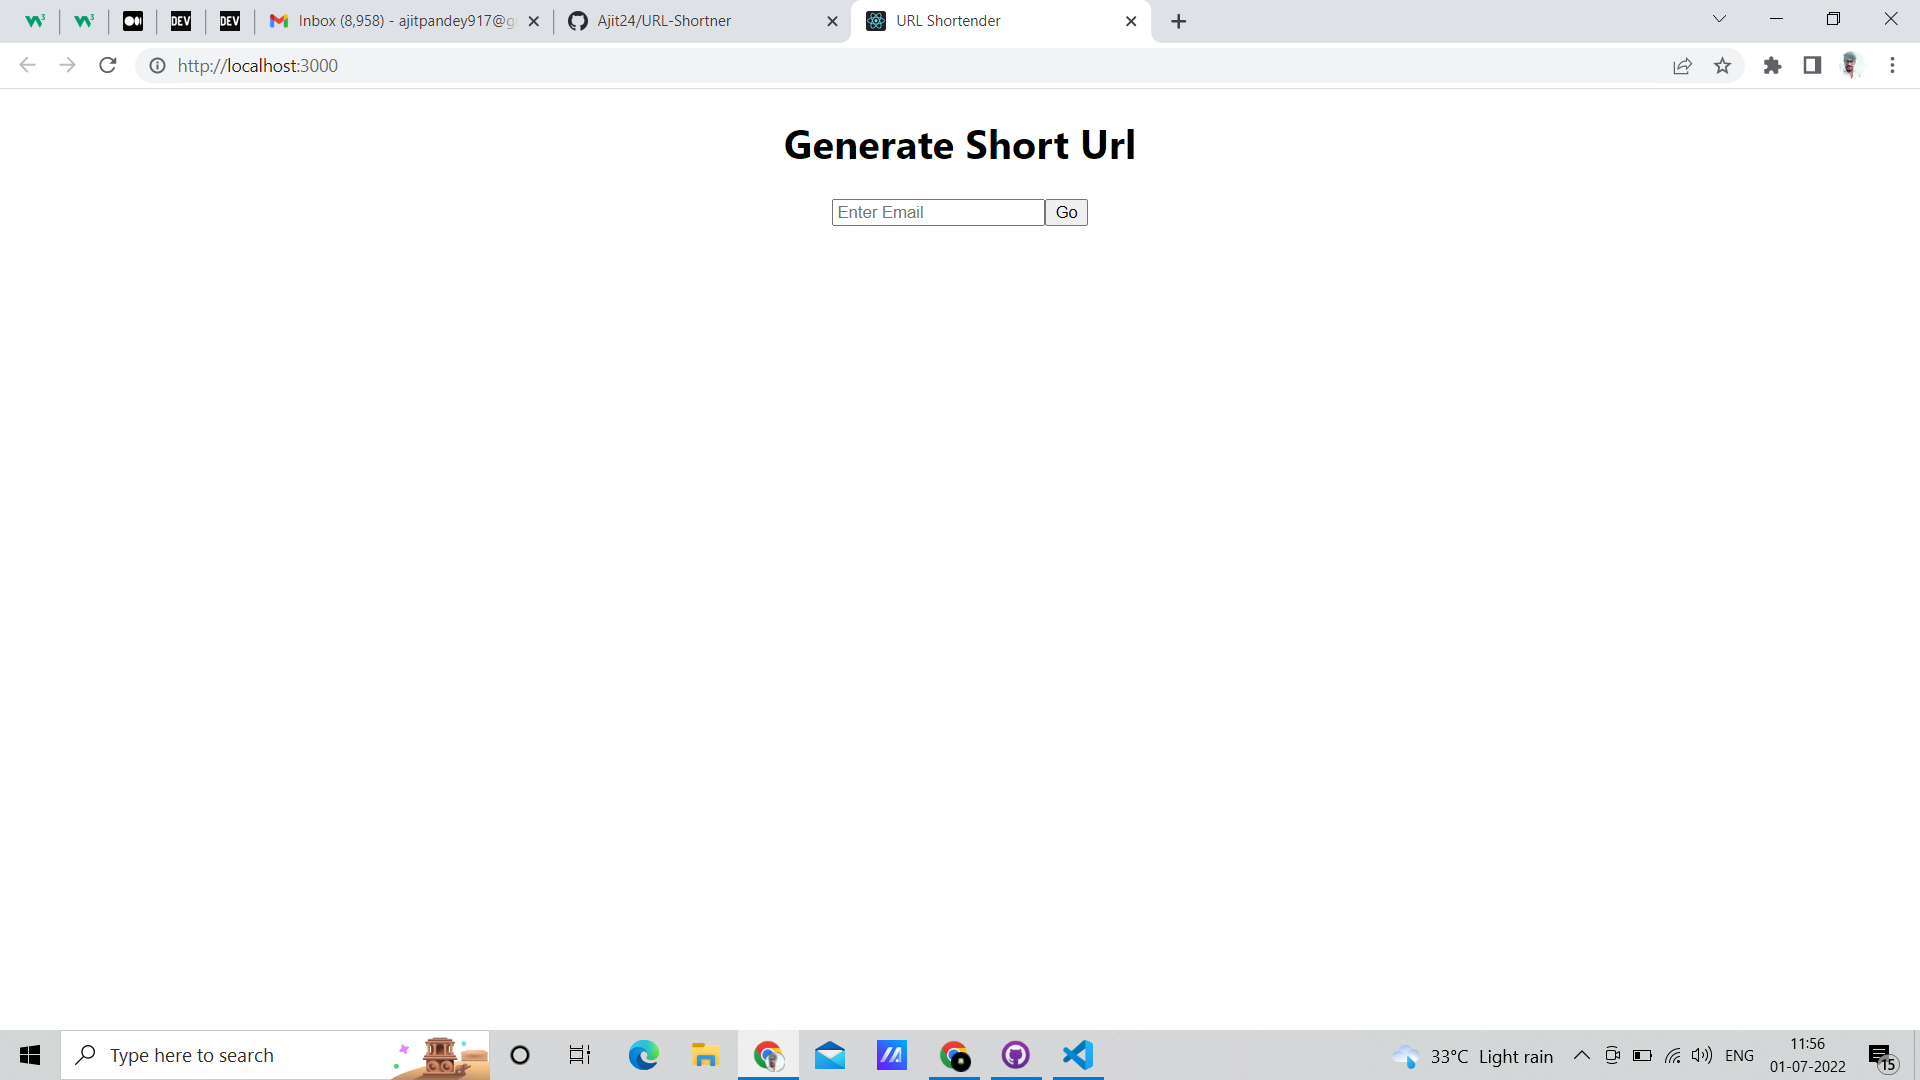 DEV
DEV
Inbox (8,958) - ajitpandey917@g
Ajit24/URL-Shortner
URL Shortender
http://localhost:3000
Generate Short Url
Enter Email
Go
Type here to search
33°C Light rain
ENG
11:56
01-07-2022
15